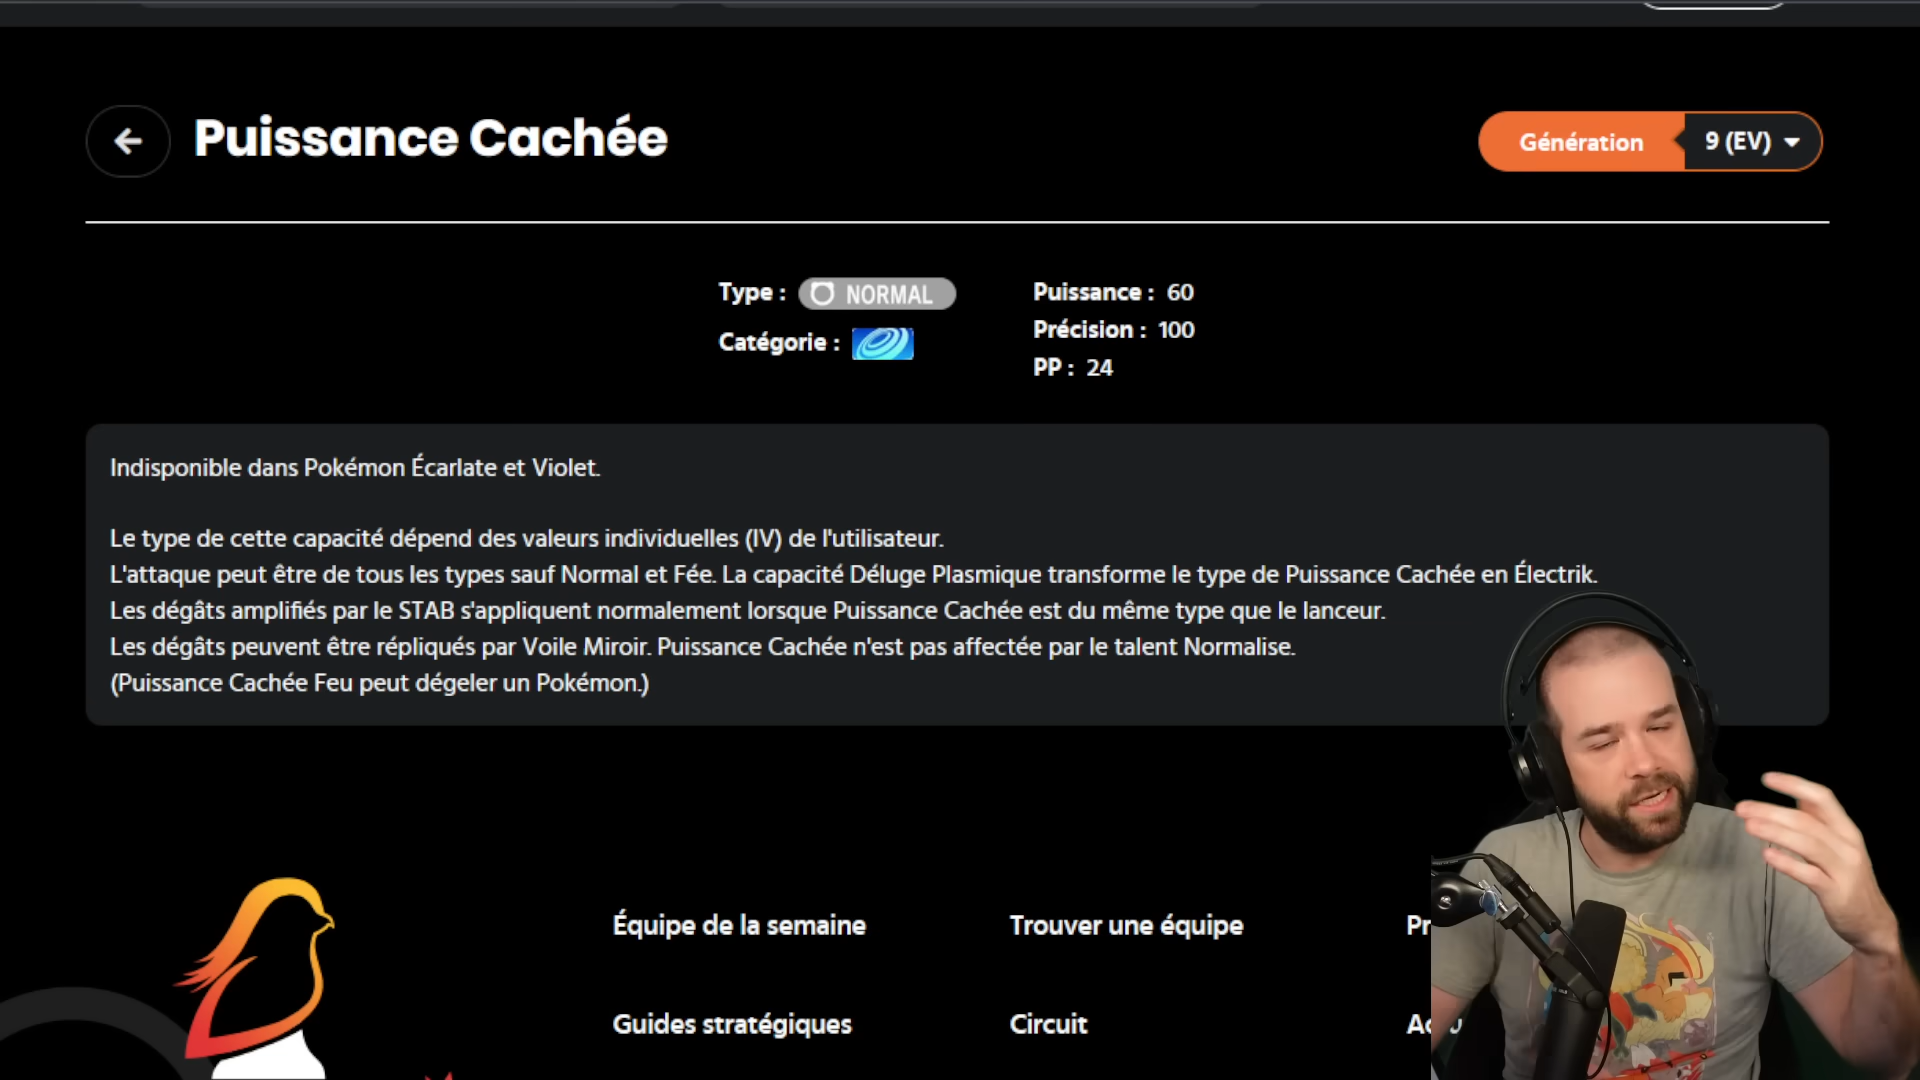 Puissance Cachée
Génération 9 (EV)
Type : NORMAL
Puissance : 60
Catégorie :
Précision : 100
PP : 24
Indisponible dans Pokémon Écarlate et Violet.
Le type de cette capacité dépend des valeurs individuelles (IV) de l'utilisateur.
L'attaque peut être de tous les types sauf Normal et Fée. La capacité Déluge Plasmique transforme le type de Puissance Cachée en Électrik.
Les dégâts amplifiés par le STAB s'appliquent normalement lorsque Puissance Cachée est du même type que le lanceur.
Les dégâts peuvent être répliqués par Voile Miroir. Puissance Cachée n'est pas affectée par le talent Normalise.
(Puissance Cachée Feu peut dégeler un Pokémon.)
Équipe de la semaine
Trouver une équipe
Guides stratégiques
Circuit